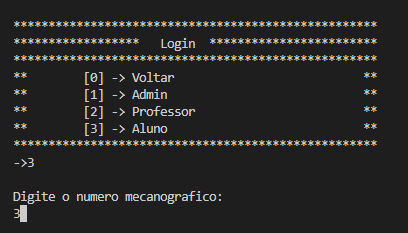 ****************************************************
******************   Login   ************************
****************************************************
**        [0] -> Voltar                           **
**        [1] -> Admin                            **
**        [2] -> Professor                        **
**        [3] -> Aluno                            **
****************************************************
->3
Digite o numero mecanografico:
3